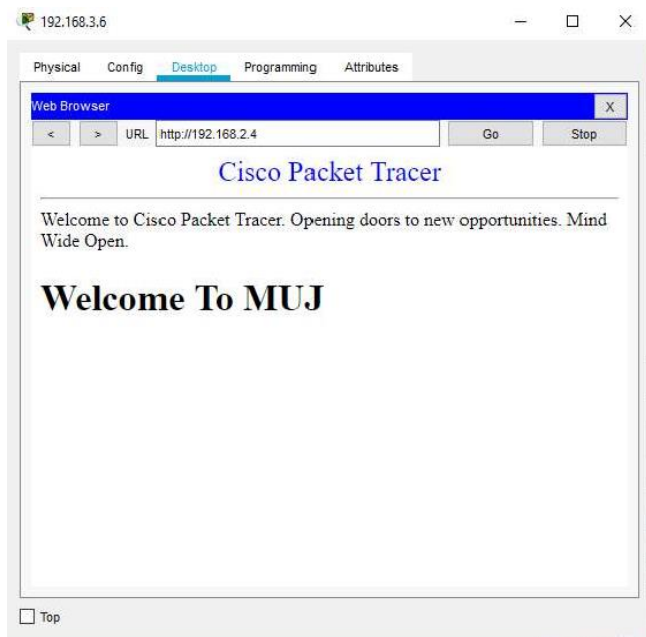 192.168.3.6
Physical Config Desktop Programming Attributes
Web Browser X
< > URL http://192.168.2.4 Go Stop
Cisco Packet Tracer
Welcome to Cisco Packet Tracer. Opening doors to new opportunities. Mind
Wide Open.
Welcome To MUJ
Top